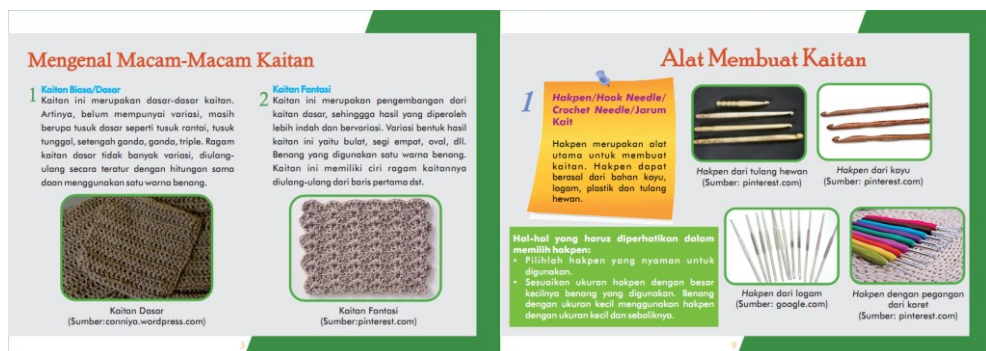 Mengenal Macam-Macam Kaitan
1
Kaitan Biasa/Dasar
Kaitan ini merupakan dasar-dasar kaitan.
Artinya, belum mempunyai variasi, masih
berupa tusuk dasar seperti tusuk rantai, tusuk
tunggal, setengah ganda, ganda, triple. Ragam
kaitan dasar tidak banyak variasi, diulang-
ulang secara teratur dengan hitungan sama
daan menggunakan satu warna benang.
Kaitan Dasar
(Sumber:conniya.wordpress.com)
2
Kaitan Fantasi
Kaitan ini merupakan pengembangan dari
kaitan dasar, sehinggga hasil yang diperoleh
lebih indah dan bervariasi. Variasi bentuk hasil
kaitan ini yaitu bulat, segi empat, oval, dll.
Benang yang digunakan satu warna benang.
Kaitan ini memiliki ciri ragam kaitannya
diulang-ulang dari baris pertama dst.
Kaitan Fantasi
(Sumber:pinterest.com)
3
Alat Membuat Kaitan
1
Hakpen/Hook Needle/
Crochet Needle/Jarum
Kait
Hakpen merupakan alat
utama untuk membuat
kaitan. Hakpen dapat
berasal dari bahan kayu,
logam, plastik dan tulang
hewan.
Hal-hal yang harus diperhatikan dalam
memilih hakpen:
• Pilihlah hakpen yang nyaman untuk
digunakan.
• Sesuaikan ukuran hakpen dengan besar
kecilnya benang yang digunakan. Benang
dengan ukuran kecil menggunakan hakpen
dengan ukuran kecil dan sebaliknya.
Hakpen dari tulang hewan
(Sumber: pinterest.com)
Hakpen dari kayu
(Sumber: pinterest.com)
Hakpen dari logam
(Sumber: google.com)
Hakpen dengan pegangan
dari karet
(Sumber: pinterest.com)
9